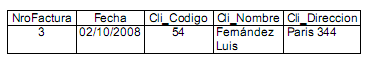 NroFactura Fecha Cli_Codigo Cli_Nombre Cli_Direccion
3 02/10/2008 54 Fernández Paris 344
Luis